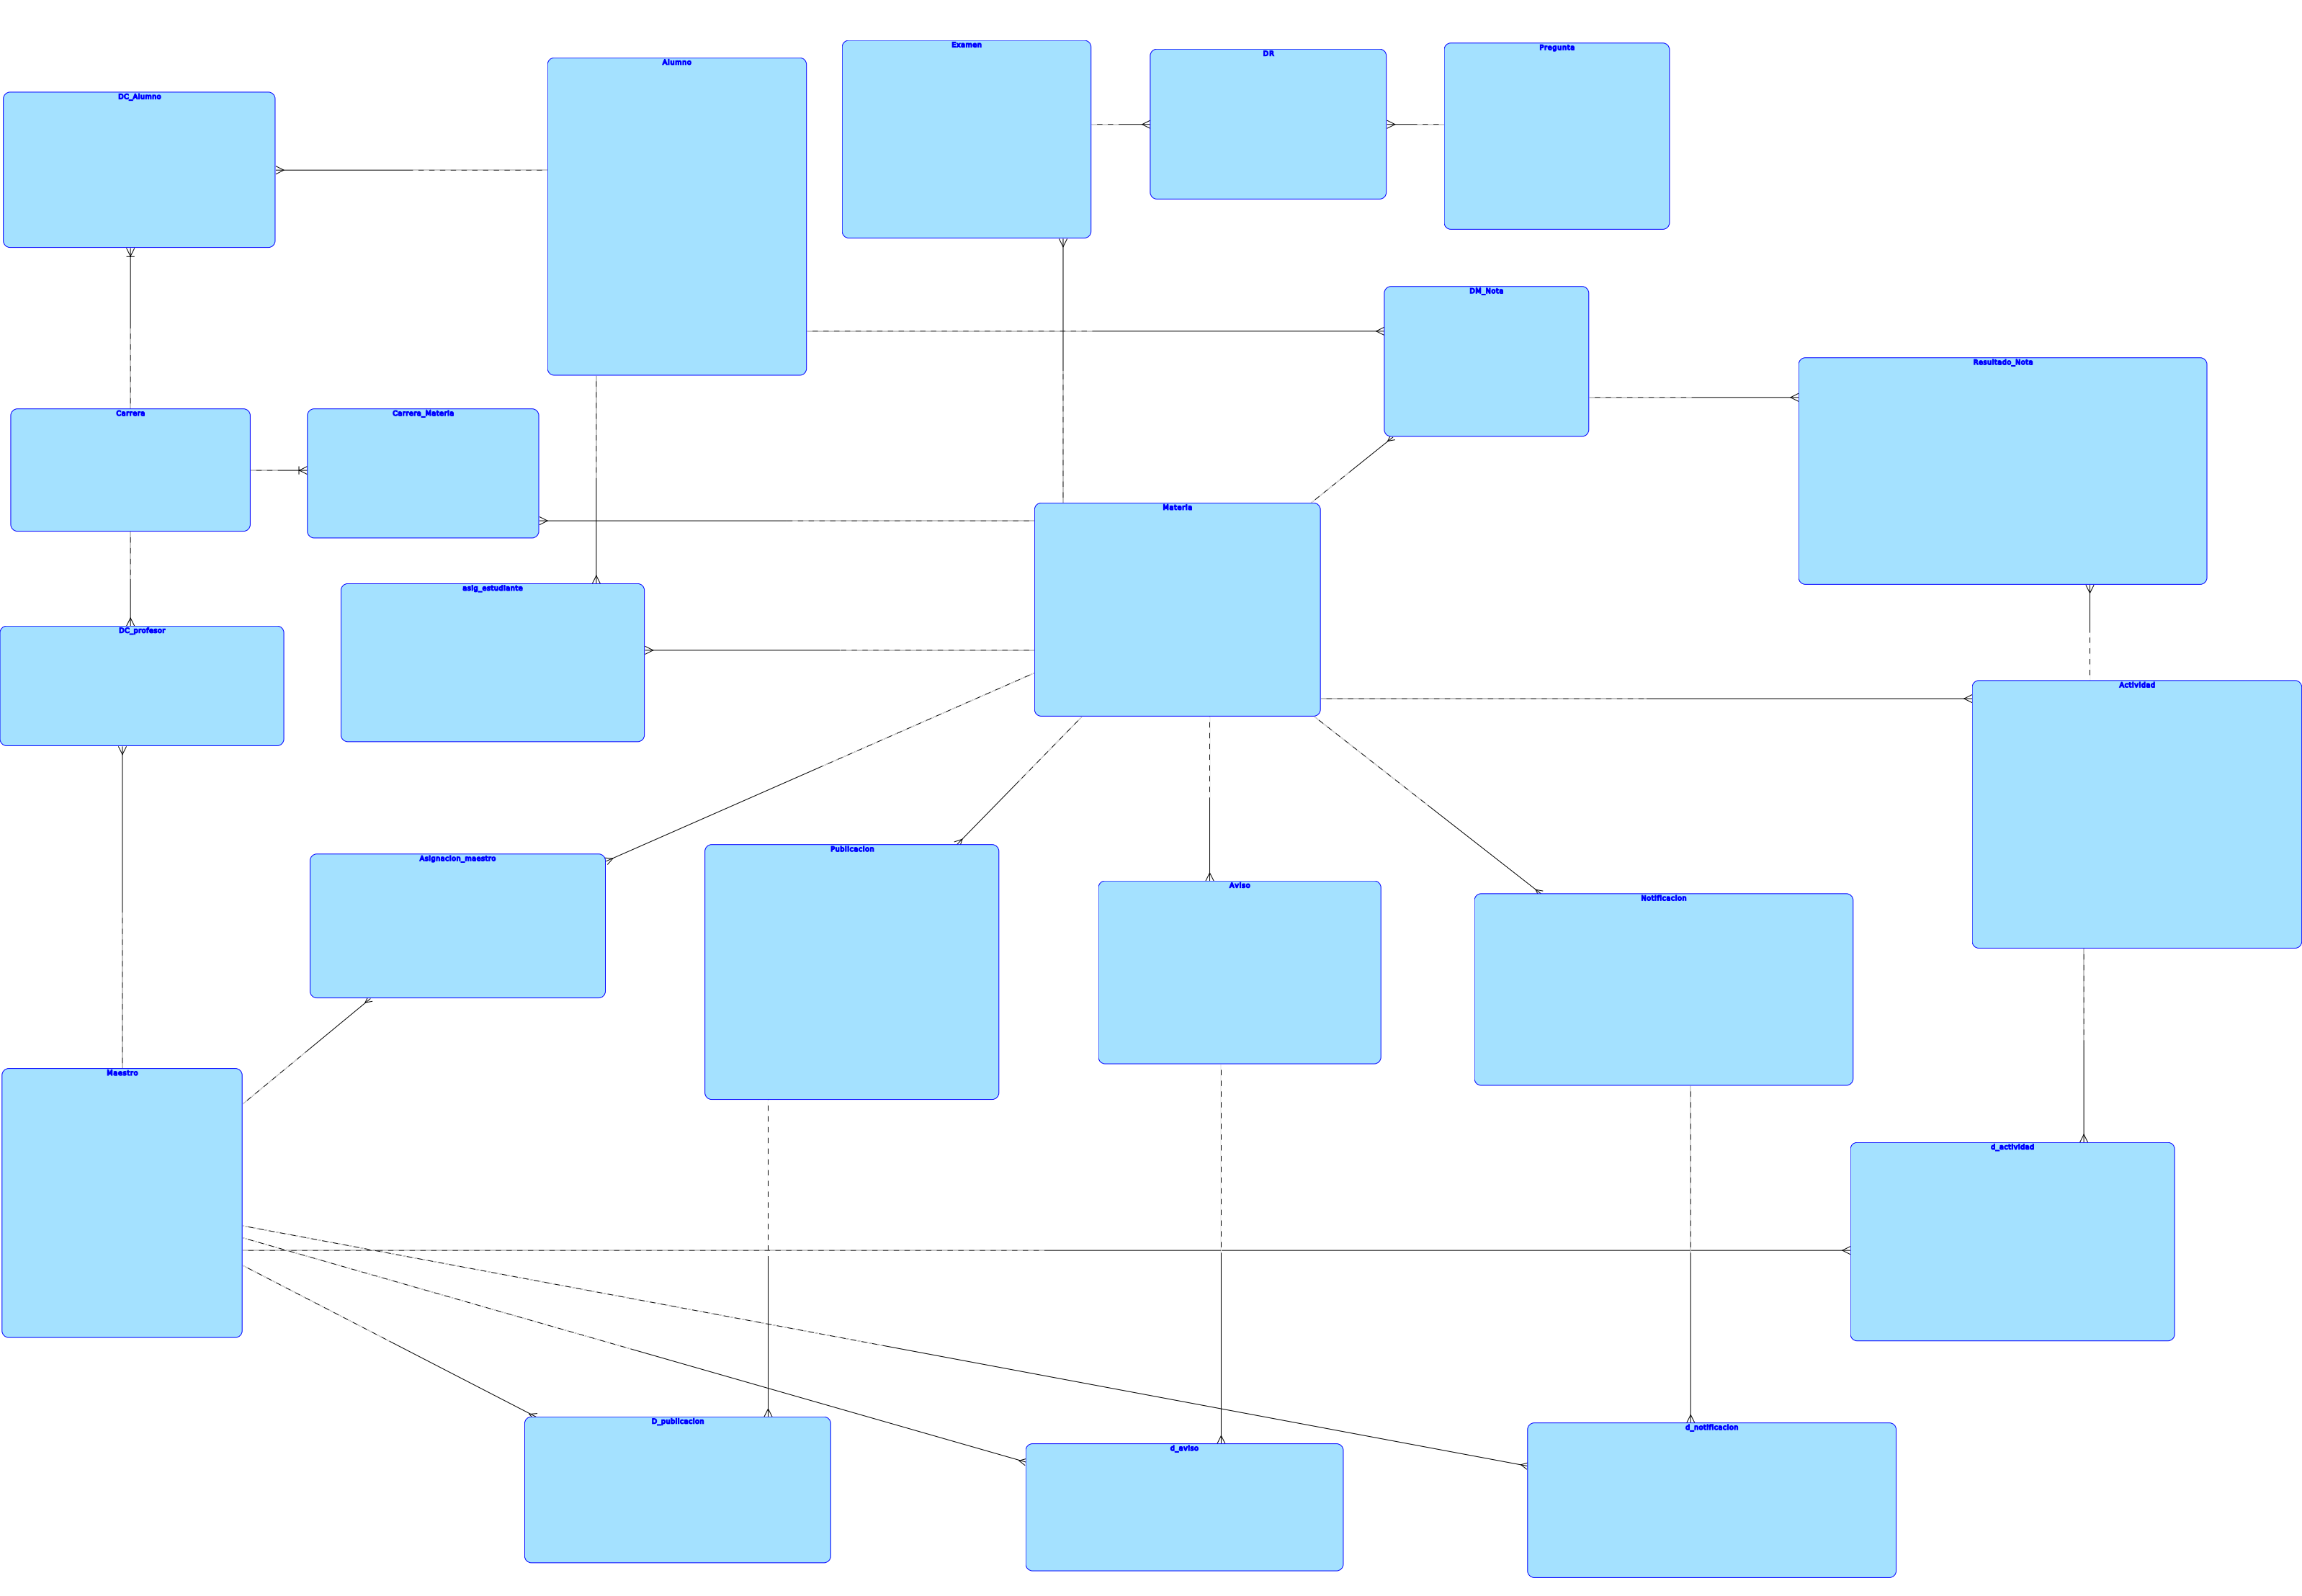 Examen
DR
Pregunta
Alumno
DC_Alumno
DM_Nota
Resultado_Nota
Carrera
Carrera_Materia
Materia
asig_estudiante
DC_profesor
Actividad
Asignacion_maestro
Publicacion
Aviso
Notificacion
Maestro
d_actividad
D_publicacion
d_aviso
d_notificacion